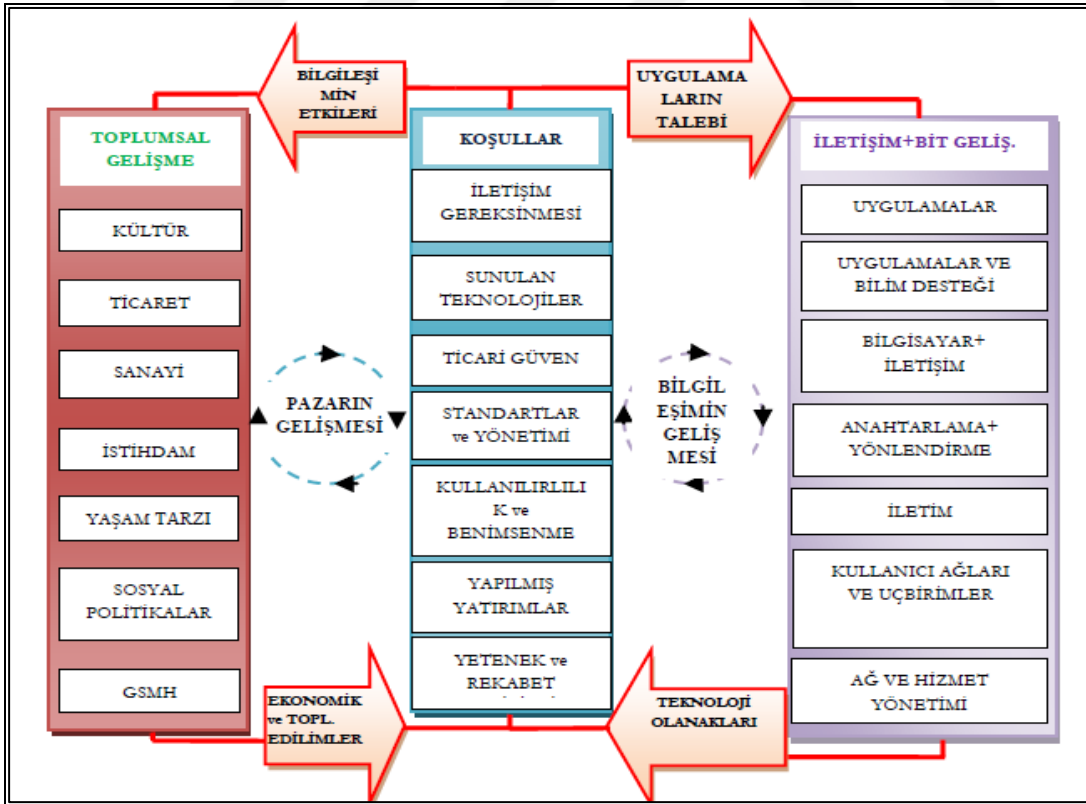 BİLGİLEŞİ
MİN
ETKİLERİ
UYGULAMA
LARIN
TALEBİ
TOPLUMSAL
GELİŞME
KÜLTÜR
TİCARET
SANAYİ
İSTİHDAM
YAŞAM TARZI
SOSYAL
POLİTİKALAR
GSMH
PAZARIN
GELİŞMESİ
KOŞULLAR
İLETİŞİM
GEREKSİNMESİ
SUNULAN
TEKNOLOJİLER
TİCARİ GÜVEN
STANDARTLAR
ve YÖNETİMİ
KULLANILIRLILI
K ve
BENİMSENME
YAPILMIŞ
YATIRIMLAR
YETENEK ve
REKABET
BİLGİL
EŞİMİN
GELİŞ
MESİ
İLETİŞİM+BIT GELİŞ.
UYGULAMALAR
UYGULAMALAR VE
BİLİM DESTEĞİ
BİLGİSAYAR+
İLETİŞİM
ANAHTARLAMA+
YÖNLENDİRME
İLETİM
KULLANICI AĞLARI
VE UÇBİRİMLER
AĞ VE HİZMET
YÖNETİMİ
EKONOMİK
ve TOPL.
EDİLİMLER
TEKNOLOJİ
OLANAKLARI